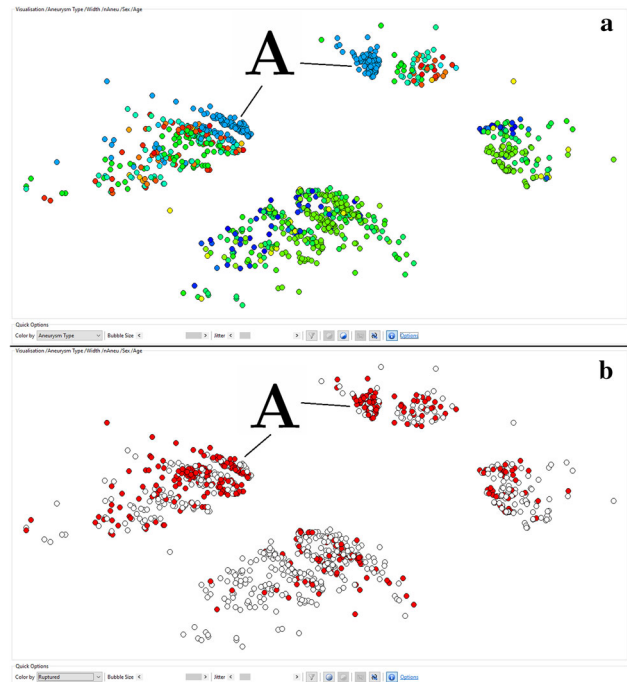 Visualisation /Aneurysm Type /Width /nAneu /Sex /Age
a
A
Quick Options
Color by Aneurysm Type Bubble Size < > Jitter < > Options
Visualisation /Aneurysm Type /Width /nAneu /Sex /Age
b
A
Quick Options
Color by Ruptured Bubble Size < > Jitter < > Options